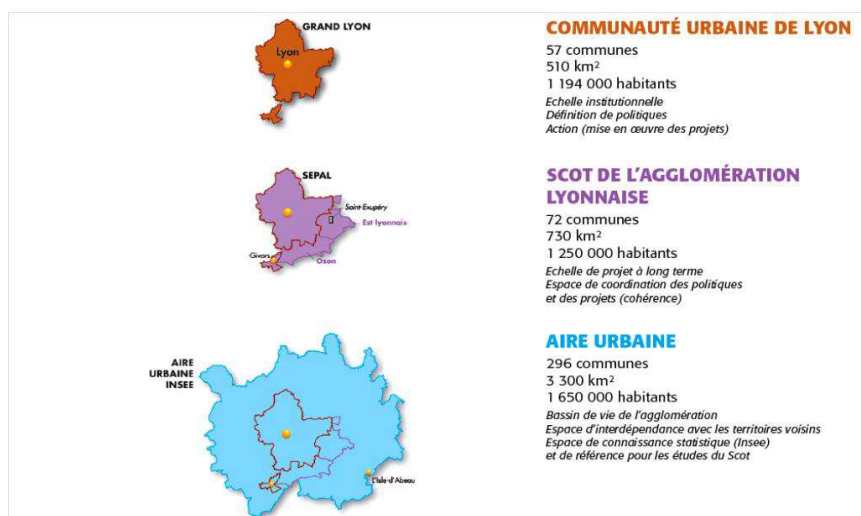 GRAND LYON
Lyon
COMMUNAUTÉ URBAINE DE LYON
57 communes
510 km²
1 194 000 habitants
Echelle institutionnelle
Définition de politiques
Action (mise en œuvre des projets)
SEPAL
Saint-Exupéry
Est lyonnais
Givors
Ozon
SCOT DE L'AGGLOMÉRATION
LYONNAISE
72 communes
730 km²
1 250 000 habitants
Echelle de projet à long terme
Espace de coordination des politiques
et des projets (cohérence)
AIRE
URBAINE
INSEE
L'Isle-d'Abeau
AIRE URBAINE
296 communes
3 300 km²
1 650 000 habitants
Bassin de vie de l'agglomération
Espace d'interdépendance avec les territoires voisins
Espace de connaissance statistique (Insee)
et de référence pour les études du Scot